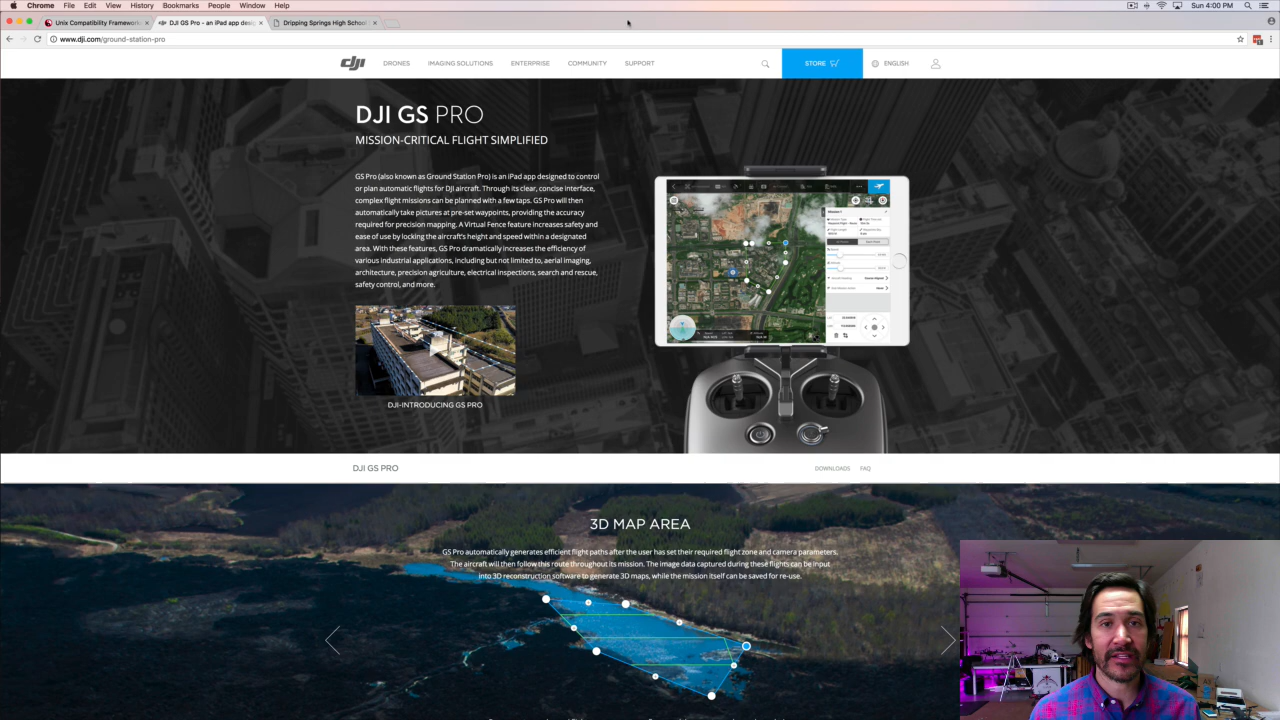 Chrome File Edit View History Bookmarks People Window Help Sun 4:00 PM
Unix Compatibility Framework DJI GS Pro - an iPad app desig Dripping Springs High School
www.dji.com/ground-station-pro
dji DRONES IMAGING SOLUTIONS ENTERPRISE COMMUNITY SUPPORT STORE ENGLISH
DJI GS PRO
MISSION-CRITICAL FLIGHT SIMPLIFIED
GS Pro (also known as Ground Station Pro) is an iPad app designed to control
or plan automatic flights for DJI aircraft. Through its clear, concise interface,
complex flight missions can be planned with a few taps. GS Pro will then
automatically take pictures at pre-set waypoints, providing the accuracy
required for precision mapping. A Virtual Fence feature increases safety and
ease of use by locking the aircraft's height and speed within a designated
area. With these features, GS Pro dramatically increases the efficiency of
various industrial applications, including but not limited to, aerial imaging,
architecture, precision agriculture, electrical inspections, search and rescue,
safety control, and more.
DJI-INTRODUCING GS PRO
DJI GS PRO DOWNLOADS FAQ
3D MAP AREA
GS Pro automatically generates efficient flight paths after the user has set their required flight zone and camera parameters.
The aircraft will then follow this route throughout its mission. The image data captured during these flights can be input
into 3D reconstruction software to generate 3D maps, while the mission itself can be saved for re-use.